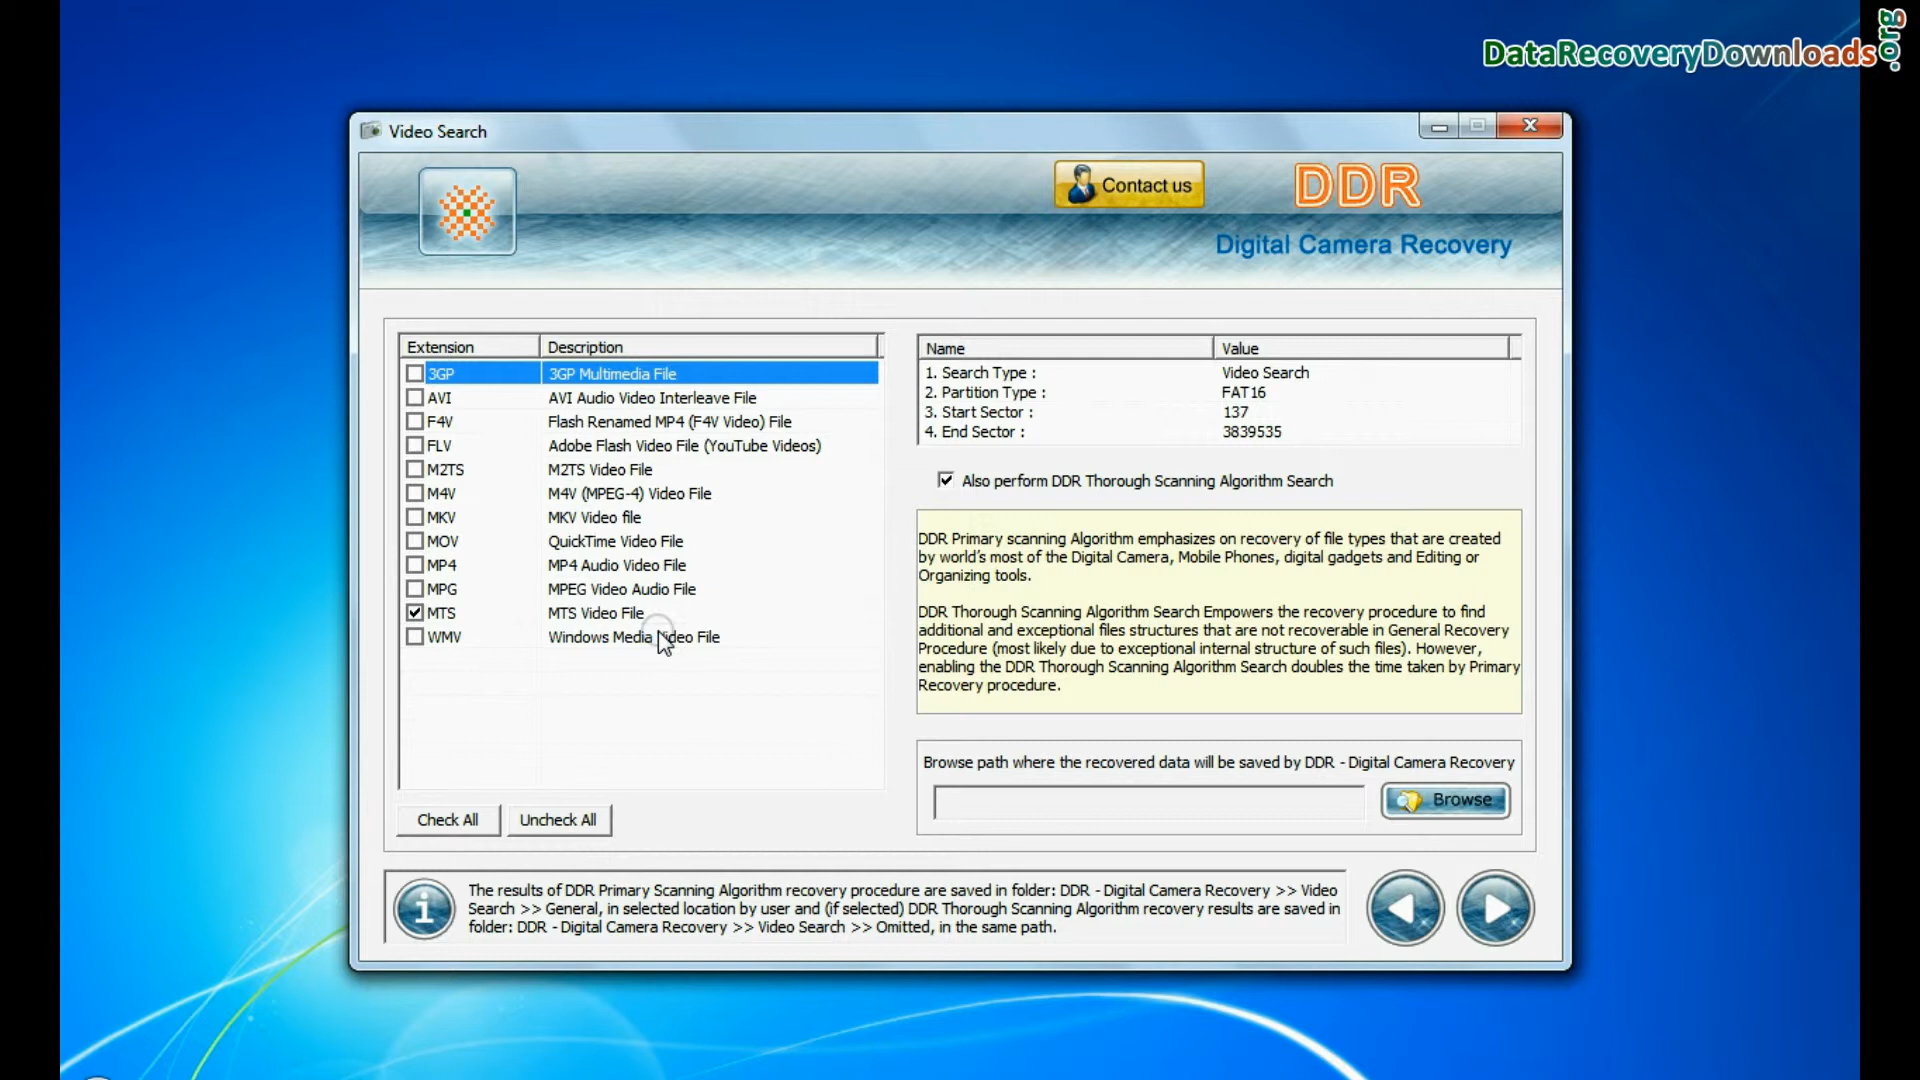 DataRecoveryDownloads.org
Video Search
Contact us
DDR
Digital Camera Recovery
Extension Description
3GP 3GP Multimedia File
AVI AVI Audio Video Interleave File
F4V Flash Renamed MP4 (F4V Video) File
FLV Adobe Flash Video File (YouTube Videos)
M2TS M2TS Video File
M4V M4V (MPEG-4) Video File
MKV MKV Video file
MOV QuickTime Video File
MP4 MP4 Audio Video File
MPG MPEG Video Audio File
MTS MTS Video File
WMV Windows Media Video File
Check All Uncheck All
Name Value
1. Search Type : Video Search
2. Partition Type : FAT16
3. Start Sector : 137
4. End Sector : 3839535
Also perform DDR Thorough Scanning Algorithm Search
DDR Primary scanning Algorithm emphasizes on recovery of file types that are created
by world's most of the Digital Camera, Mobile Phones, digital gadgets and Editing or
Organizing tools.
DDR Thorough Scanning Algorithm Search Empowers the recovery procedure to find
additional and exceptional files structures that are not recoverable in General Recovery
Procedure (most likely due to exceptional internal structure of such files). However,
enabling the DDR Thorough Scanning Algorithm Search doubles the time taken by Primary
Recovery procedure.
Browse path where the recovered data will be saved by DDR - Digital Camera Recovery
Browse
The results of DDR Primary Scanning Algorithm recovery procedure are saved in folder: DDR - Digital Camera Recovery >> Video
Search >> General, in selected location by user and (if selected) DDR Thorough Scanning Algorithm recovery results are saved in
folder: DDR - Digital Camera Recovery >> Video Search >> Omitted, in the same path.